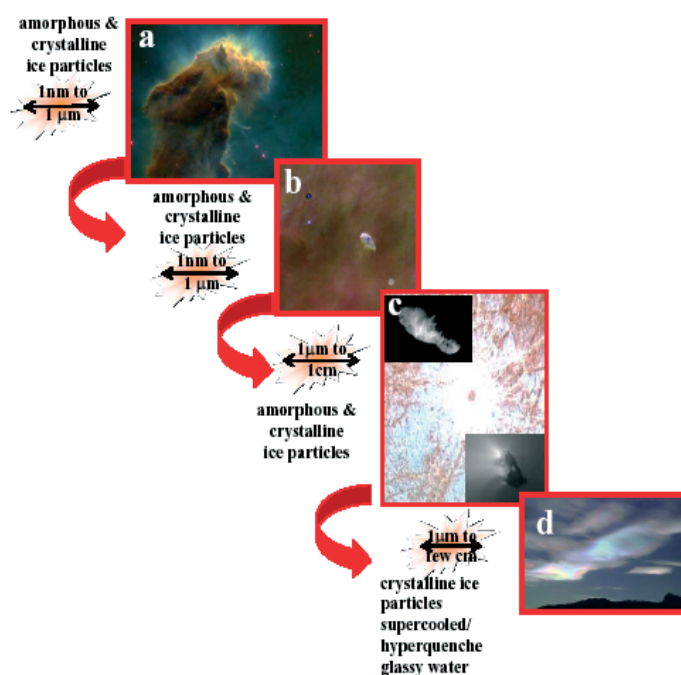 amorphous &
crystalline
ice particles
1nm to
1 μm
a
amorphous &
crystalline
ice particles
1nm to
1 μm
b
1μm to
1cm
amorphous &
crystalline
ice particles
c
1μm to
few cm
crystalline ice
particles
supercooled/
hyperquenche
glassy water
d